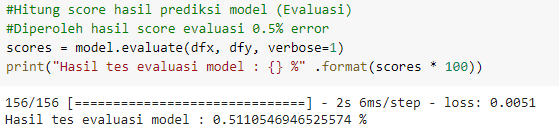 #Hitung score hasil prediksi model (Evaluasi)
#Diperoleh hasil score evaluasi 0.5% error
scores = model.evaluate(dfx, dfy, verbose=1)
print("Hasil tes evaluasi model : {} %" .format(scores * 100))
156/156 [==============================] - 2s 6ms/step - loss: 0.0051
Hasil tes evaluasi model : 0.5110546946525574 %